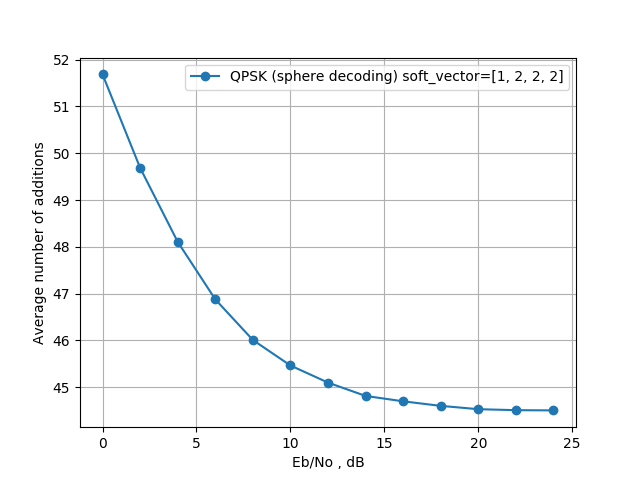 QPSK (sphere decoding) soft_vector=[1, 2, 2, 2]
52
51
50
49
48
47
46
45
Average number of additions
0 5 10 15 20 25
Eb/No , dB